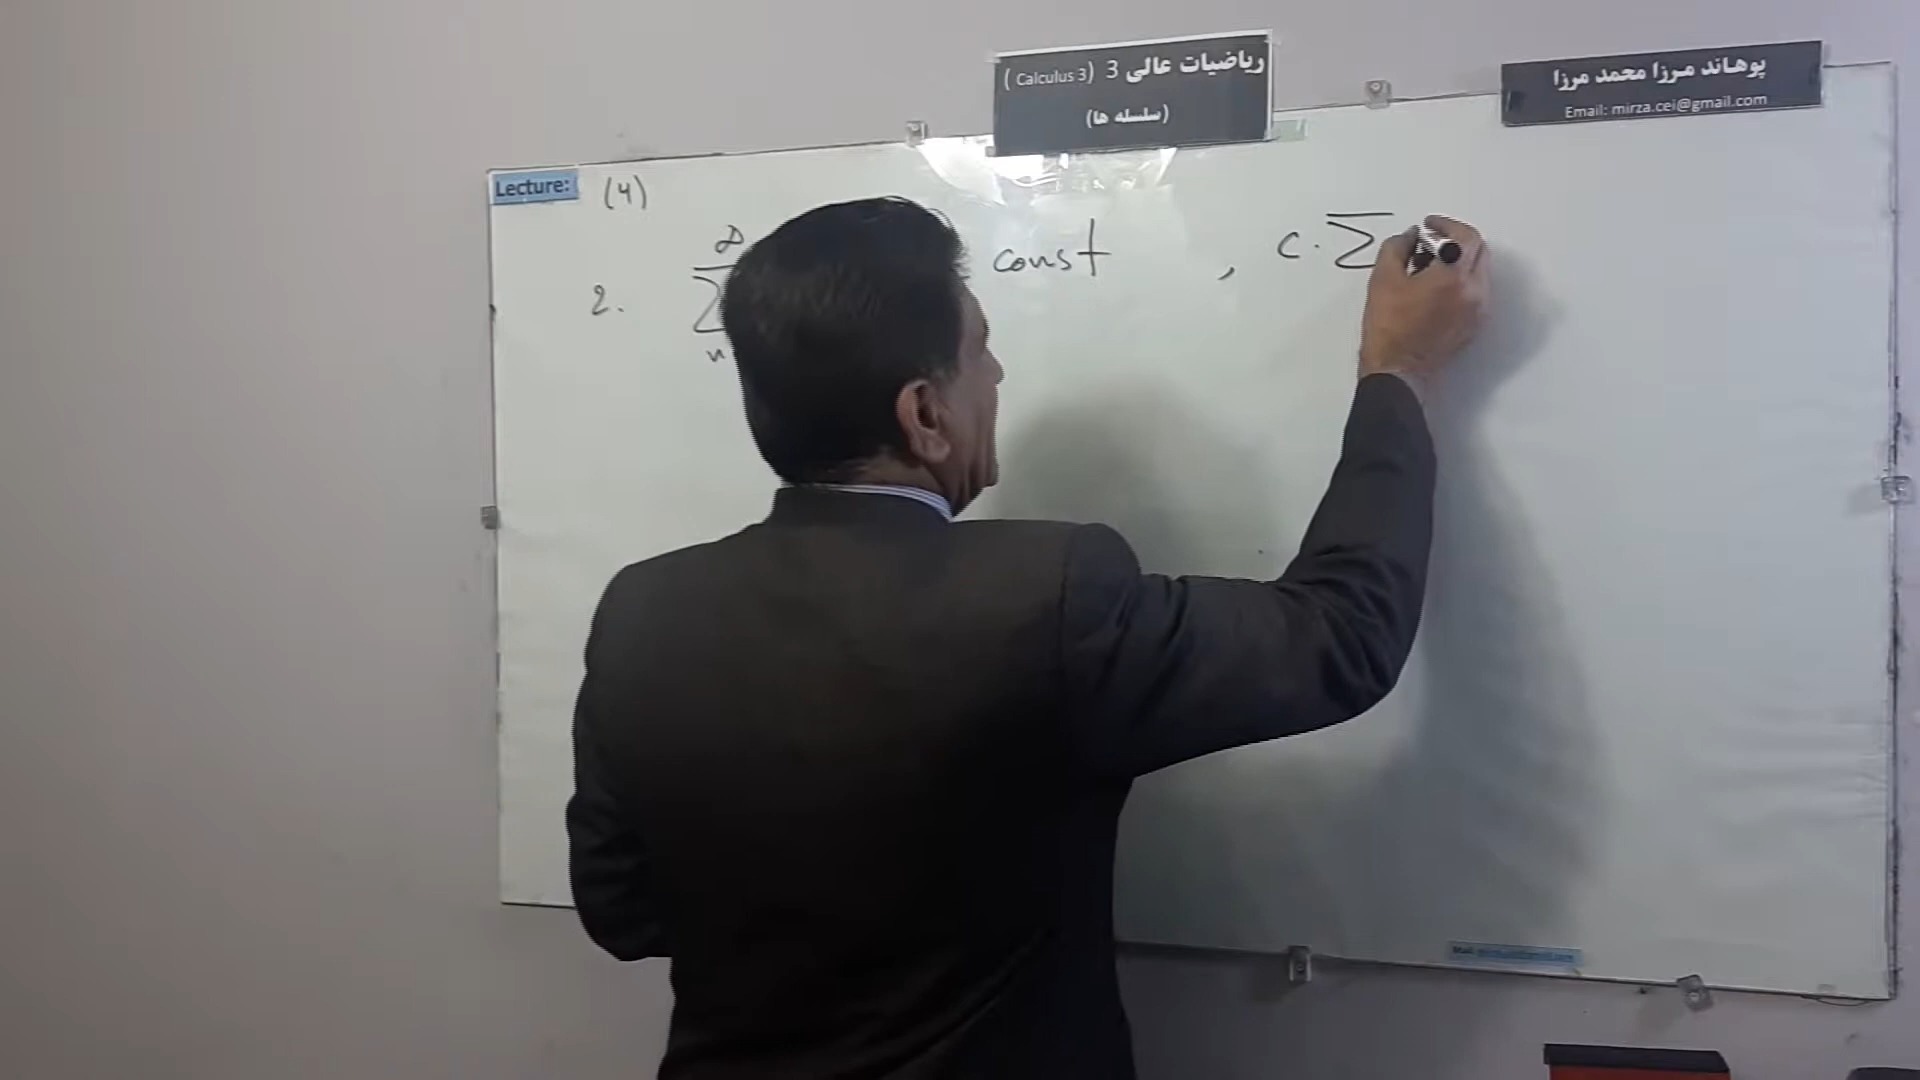 ریاضیات عالی 3 (Calculus 3)
(سلسله ها)
پوهاند مرزا محمد مرزا
Email: mirza.cei@gmail.com
Lecture: (4)
2. ∑ ∞ n const , c. ∑